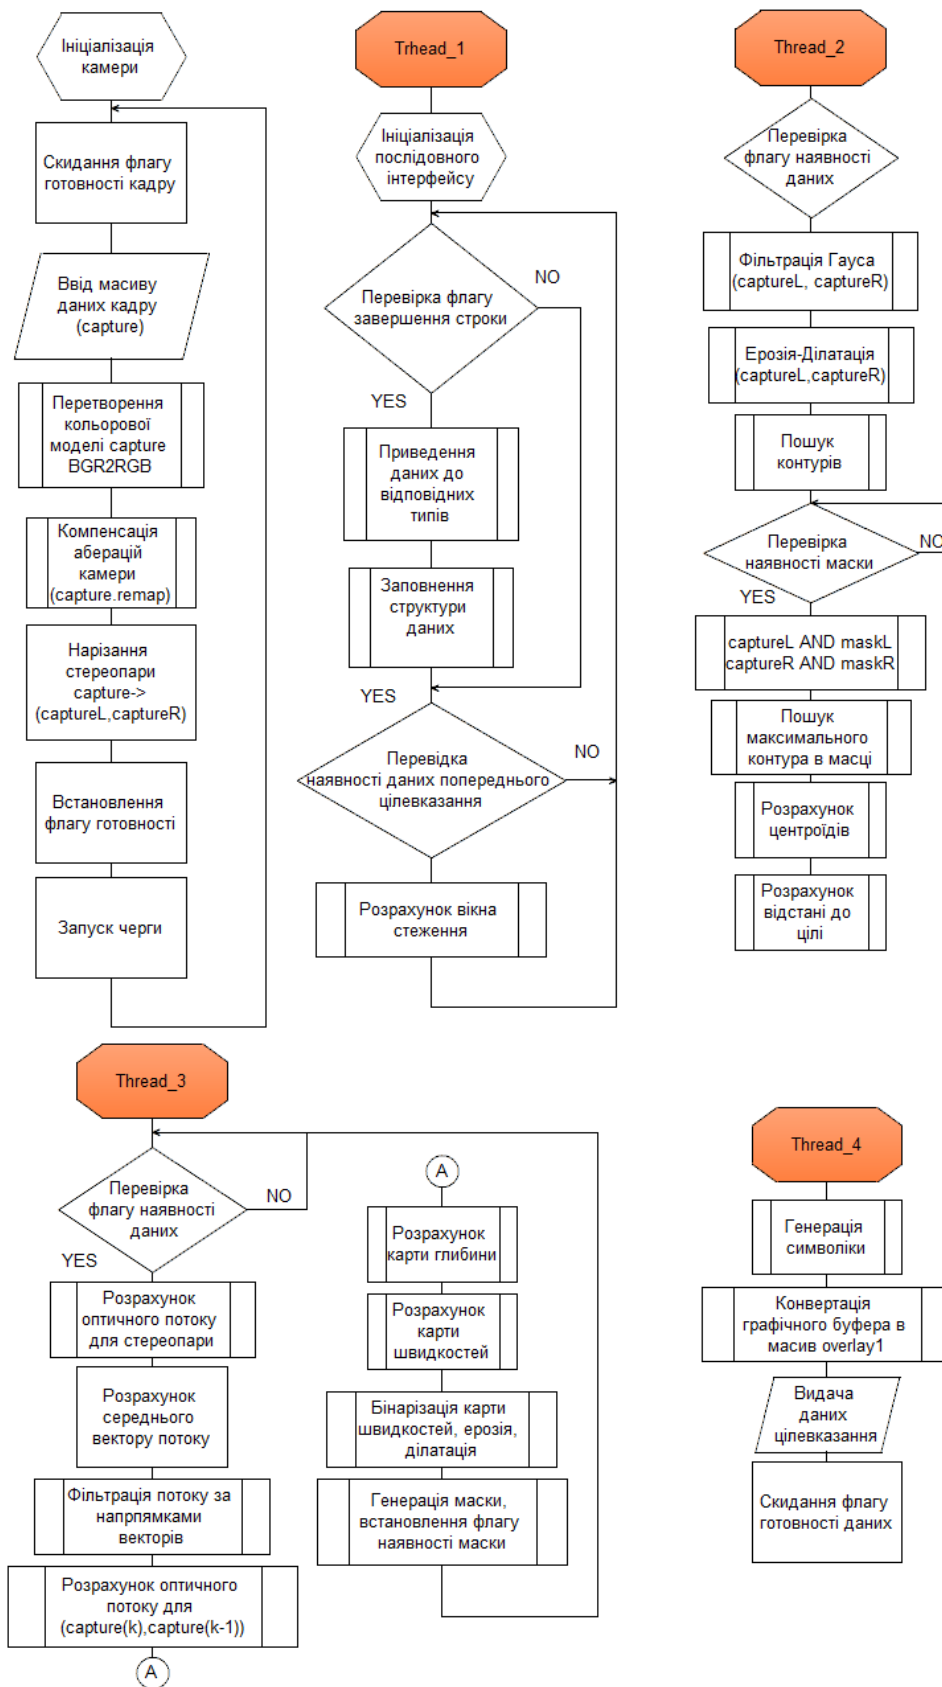 Ініціалізація
камери
Скидання флагу
готовності кадру
Ввід масиву
даних кадру
(capture)
Перетворення
кольорової
моделі capture
BGR2RGB
Компенсація
аберацій
камери
(capture.remap)
Нарізання
стереопари
capture->
(captureL,captureR)
Встановлення
флагу готовності
Запуск черги
Trhead_1
Ініціалізація
послідовного
інтерфейсу
Перевірка флагу
завершення строки
NO
YES
Приведення
даних до
відповідних
типів
Заповнення
структури
даних
YES
Перевідка
наявності даних попереднього
цілевказання
NO
Розрахунок вікна
стеження
Thread_2
Перевірка
флагу наявності
даних
Фільтрація Гауса
(captureL, captureR)
Ерозія-Ділатація
(captureL,captureR)
Пошук
контурів
Перевірка
наявності маски
NO
YES
captureL AND maskL
captureR AND maskR
Пошук
максимального
контура в масці
Розрахунок
центроїдів
Розрахунок
відстані до
цілі
Thread_3
Перевірка
флагу наявності
даних
NO
YES
Розрахунок
оптичного потоку
для стереопари
Розрахунок
середнього
вектору потоку
Фільтрація потоку за
напрпямками
векторів
Розрахунок оптичного
потоку для
(capture(k),capture(k-1))
A
A
Розрахунок
карти глибини
Розрахунок
карти
швидкостей
Бінарізація карти
швидкостей, ерозія,
ділатація
Генерація маски,
встановлення флагу
наявності маски
Thread_4
Генерація
символіки
Конвертація
графічного буфера в
масив overlay1
Видача
даних
цілевказання
Скидання флагу
готовності даних